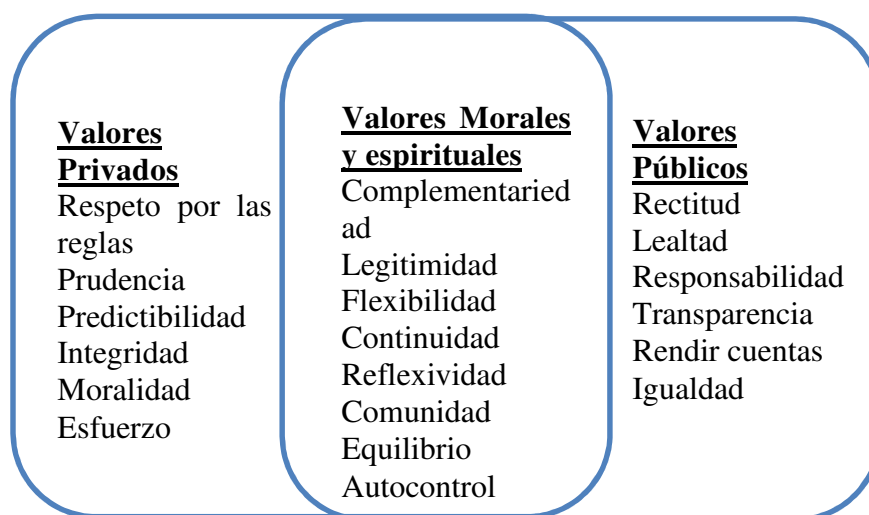 Valores
Privados
Respeto por las
reglas
Prudencia
Predictibilidad
Integridad
Moralidad
Esfuerzo
Valores Morales
y espirituales
Complementaried
ad
Legitimidad
Flexibilidad
Continuidad
Reflexividad
Comunidad
Equilibrio
Autocontrol
Valores
Públicos
Rectitud
Lealtad
Responsabilidad
Transparencia
Rendir cuentas
Igualdad